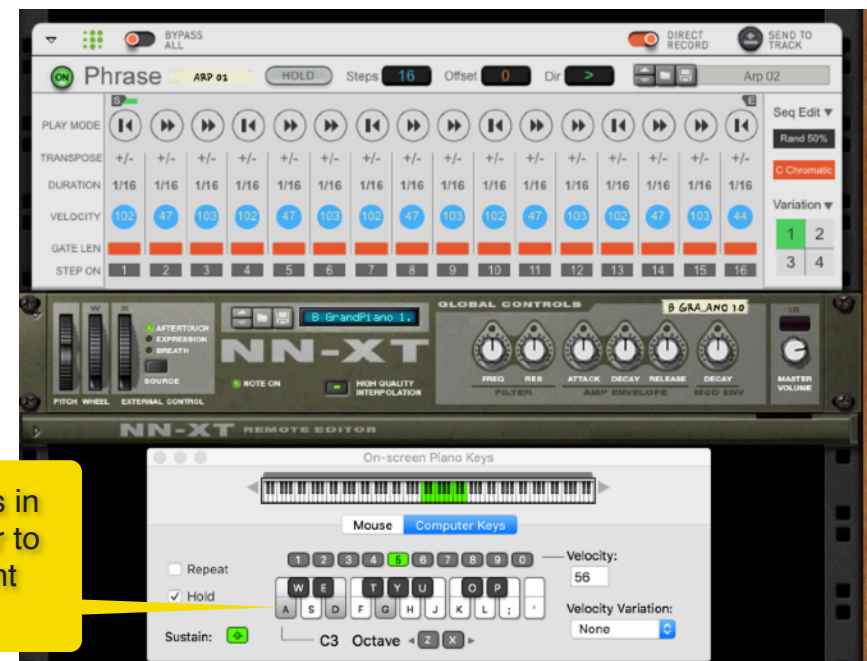 BYPASS
ALL
DIRECT
RECORD
SEND TO
TRACK
ON
Phrase
ARP 01
HOLD
Steps 16
Offset 0
Dir >
Arp 02
S
E
PLAY MODE
TRANSPOSE +/- +/- +/- +/- +/- +/- +/- +/- +/- +/- +/- +/- +/- +/- +/- +/-
DURATION 1/16 1/16 1/16 1/16 1/16 1/16 1/16 1/16 1/16 1/16 1/16 1/16 1/16 1/16 1/16 1/16
VELOCITY 102 47 103 102 47 103 102 47 103 102 47 103 102 47 103 44
GATE LEN
STEP ON 1 2 3 4 5 6 7 8 9 10 11 12 13 14 15 16
Seq Edit ▼
Rand 50%
C Chromatic
Variation ▼
1 2
3 4
W X
AFTERTOUCH
EXPRESSION
BREATH
SOURCE
PITCH WHEEL EXTERNAL CONTROL
B GrandPiano 1.
NN-XT
NOTE ON
HIGH QUALITY
INTERPOLATION
GLOBAL CONTROLS
B GRA_ANO 1.0
FREQ RES ATTACK DECAY RELEASE DECAY
FILTER AMP ENVELOPE MOD ENV
MASTER
VOLUME
NN-XT REMOTE EDITOR
On-screen Piano Keys
Mouse Computer Keys
s in
r to
nt
Repeat
Hold
Sustain:
1 2 3 4 5 6 7 8 9 0
W E T Y U O P
A S D F G H J K L ; '
C3 Octave Z X
Velocity:
56
Velocity Variation:
None